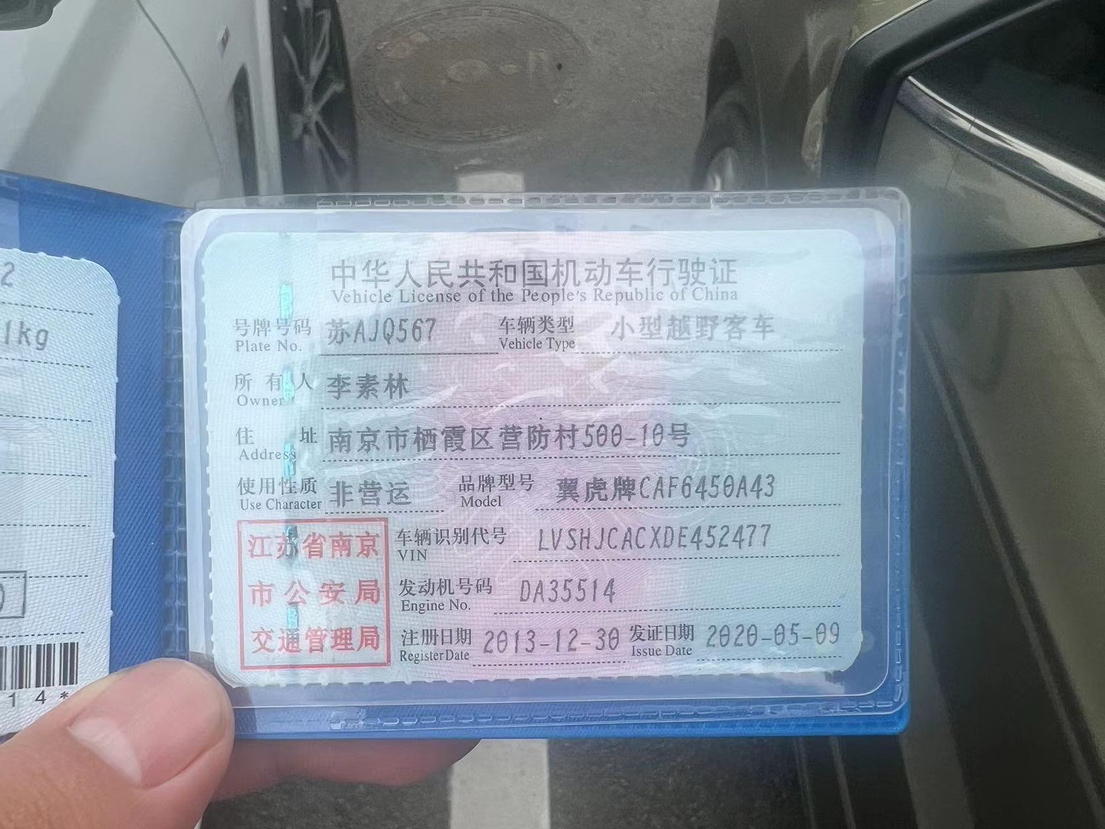 2
1kg
14*
中华人民共和国机动车行驶证
Vehicle License of the People's Republic of China
号牌号码 苏AJQ567 车辆类型 小型越野客车
Plate No. Vehicle Type
所有人 李素林
Owner
住址 南京市栖霞区营防村500-10号
Address
使用性质 非营运 品牌型号 翼虎牌CAF6450A43
Use Character Model
江苏省南京
市公安局
交通管理局
车辆识别代号 LVSHJCACXDE452477
VIN
发动机号码 DA35514
Engine No.
注册日期 2013-12-30 发证日期 2020-05-09
Register Date Issue Date